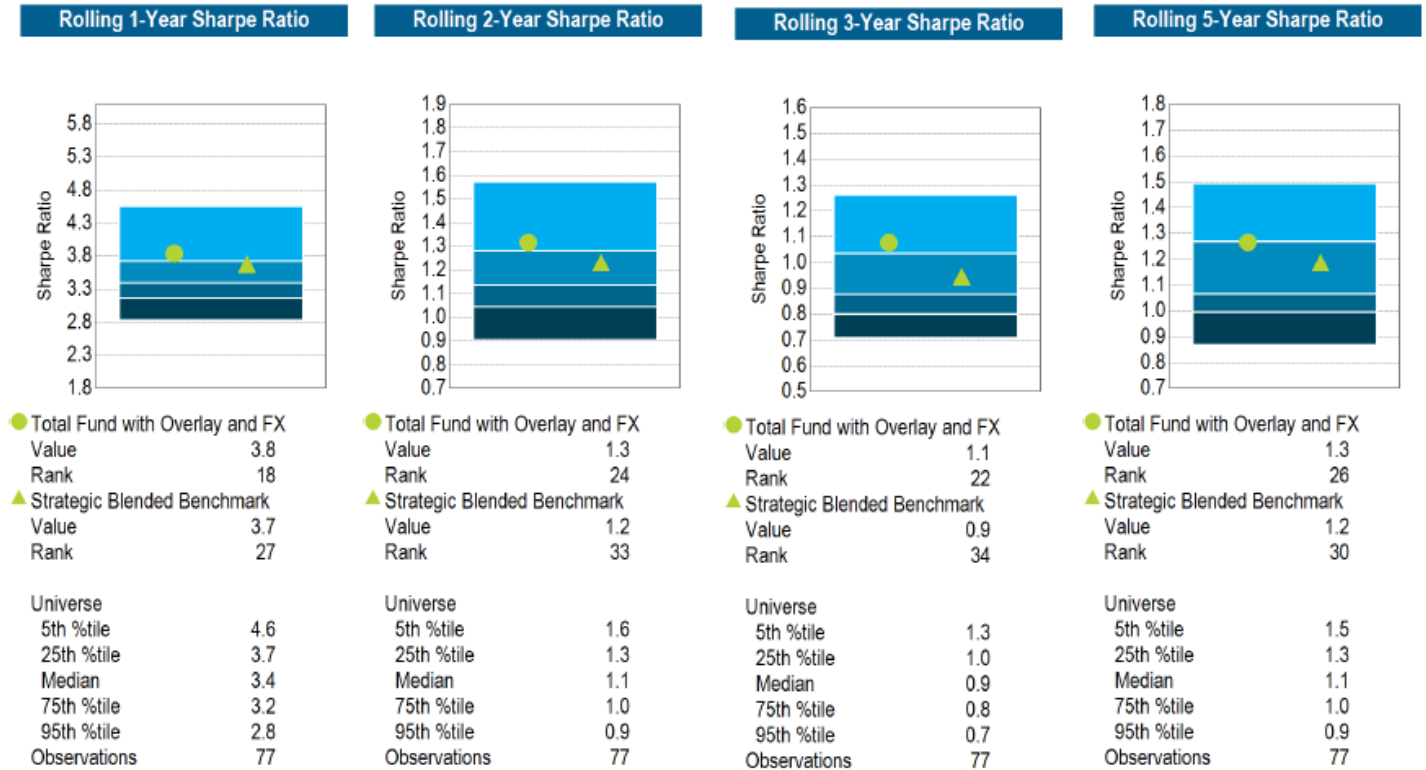 Rolling 1-Year Sharpe Ratio
Sharpe Ratio
5.8
5.3
4.8
4.3
3.8
3.3
2.8
2.3
1.8
Total Fund with Overlay and FX
Value 3.8
Rank 18
Strategic Blended Benchmark
Value 3.7
Rank 27
Universe
5th %tile 4.6
25th %tile 3.7
Median 3.4
75th %tile 3.2
95th %tile 2.8
Observations 77
Rolling 2-Year Sharpe Ratio
Sharpe Ratio
1.9
1.8
1.7
1.6
1.5
1.4
1.3
1.2
1.1
1.0
0.9
0.8
0.7
Total Fund with Overlay and FX
Value 1.3
Rank 24
Strategic Blended Benchmark
Value 1.2
Rank 33
Universe
5th %tile 1.6
25th %tile 1.3
Median 1.1
75th %tile 1.0
95th %tile 0.9
Observations 77
Rolling 3-Year Sharpe Ratio
Sharpe Ratio
1.6
1.5
1.4
1.3
1.2
1.1
1.0
0.9
0.8
0.7
0.6
0.5
Total Fund with Overlay and FX
Value 1.1
Rank 22
Strategic Blended Benchmark
Value 0.9
Rank 34
Universe
5th %tile 1.3
25th %tile 1.0
Median 0.9
75th %tile 0.8
95th %tile 0.7
Observations 77
Rolling 5-Year Sharpe Ratio
Sharpe Ratio
1.8
1.7
1.6
1.5
1.4
1.3
1.2
1.1
1.0
0.9
0.8
0.7
Total Fund with Overlay and FX
Value 1.3
Rank 26
Strategic Blended Benchmark
Value 1.2
Rank 30
Universe
5th %tile 1.5
25th %tile 1.3
Median 1.1
75th %tile 1.0
95th %tile 0.9
Observations 77